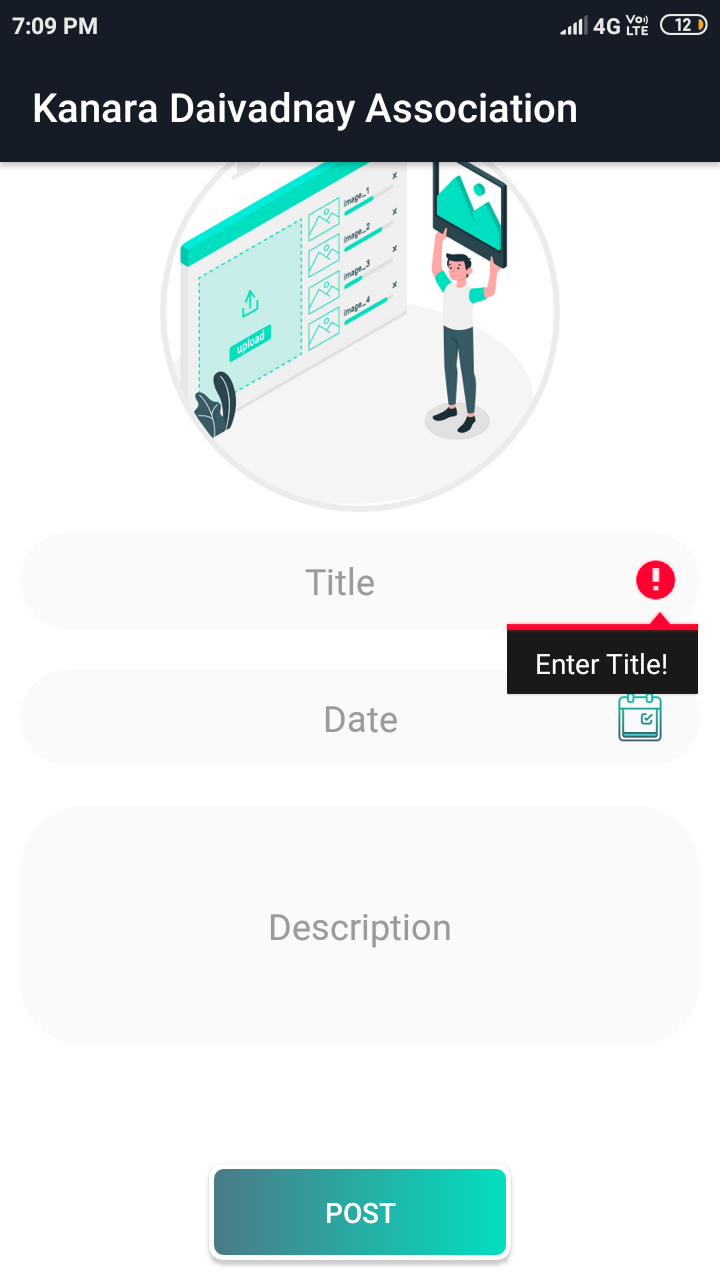 7:09 PM
4G Vo) LTE 12
Kanara Daivadnay Association
image_1
image_2
image_3
image_4
upload
Title
Enter Title!
Date
Description
POST